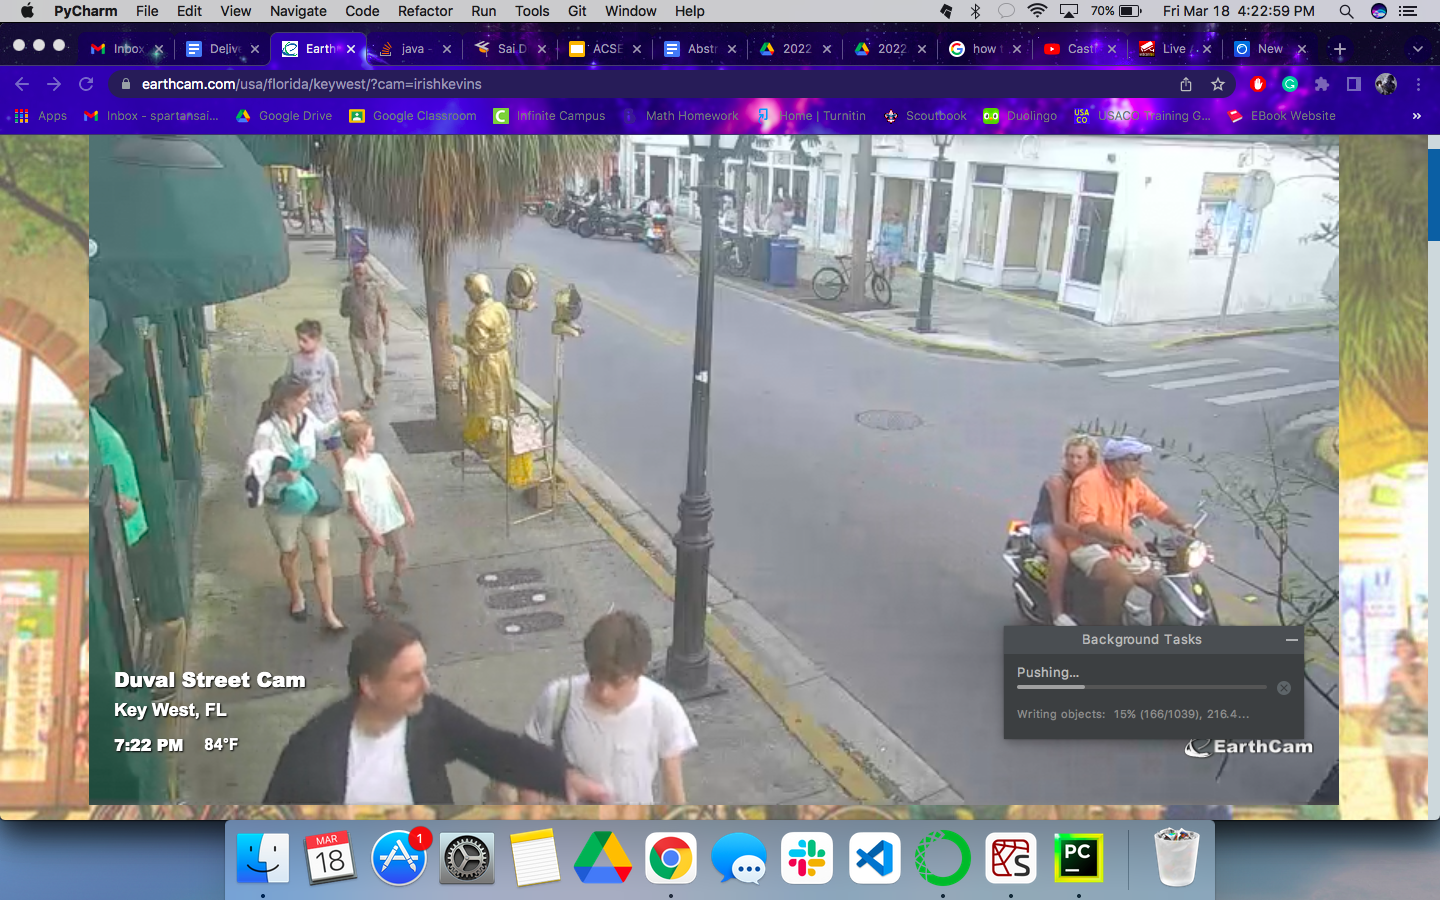 PyCharm File Edit View Navigate Code Refactor Run Tools Git Window Help 70% Fri Mar 18 4:22:59 PM
Inbox Delive Earth java - Sai D ACSE Abstr 2022 2022 how t Cast Live / New
earthcam.com/usa/florida/keywest/?cam=irishkevins
Apps Inbox - spartansai... Google Drive Google Classroom Infinite Campus Math Homework Home | Turnitin Scoutbook Duolingo USACO Training G... EBook Website »
Background Tasks
Pushing...
Writing objects: 15% (166/1039), 216.4...
Duval Street Cam
Key West, FL
7:22 PM 84°F
EarthCam
MAR
18
1
PC